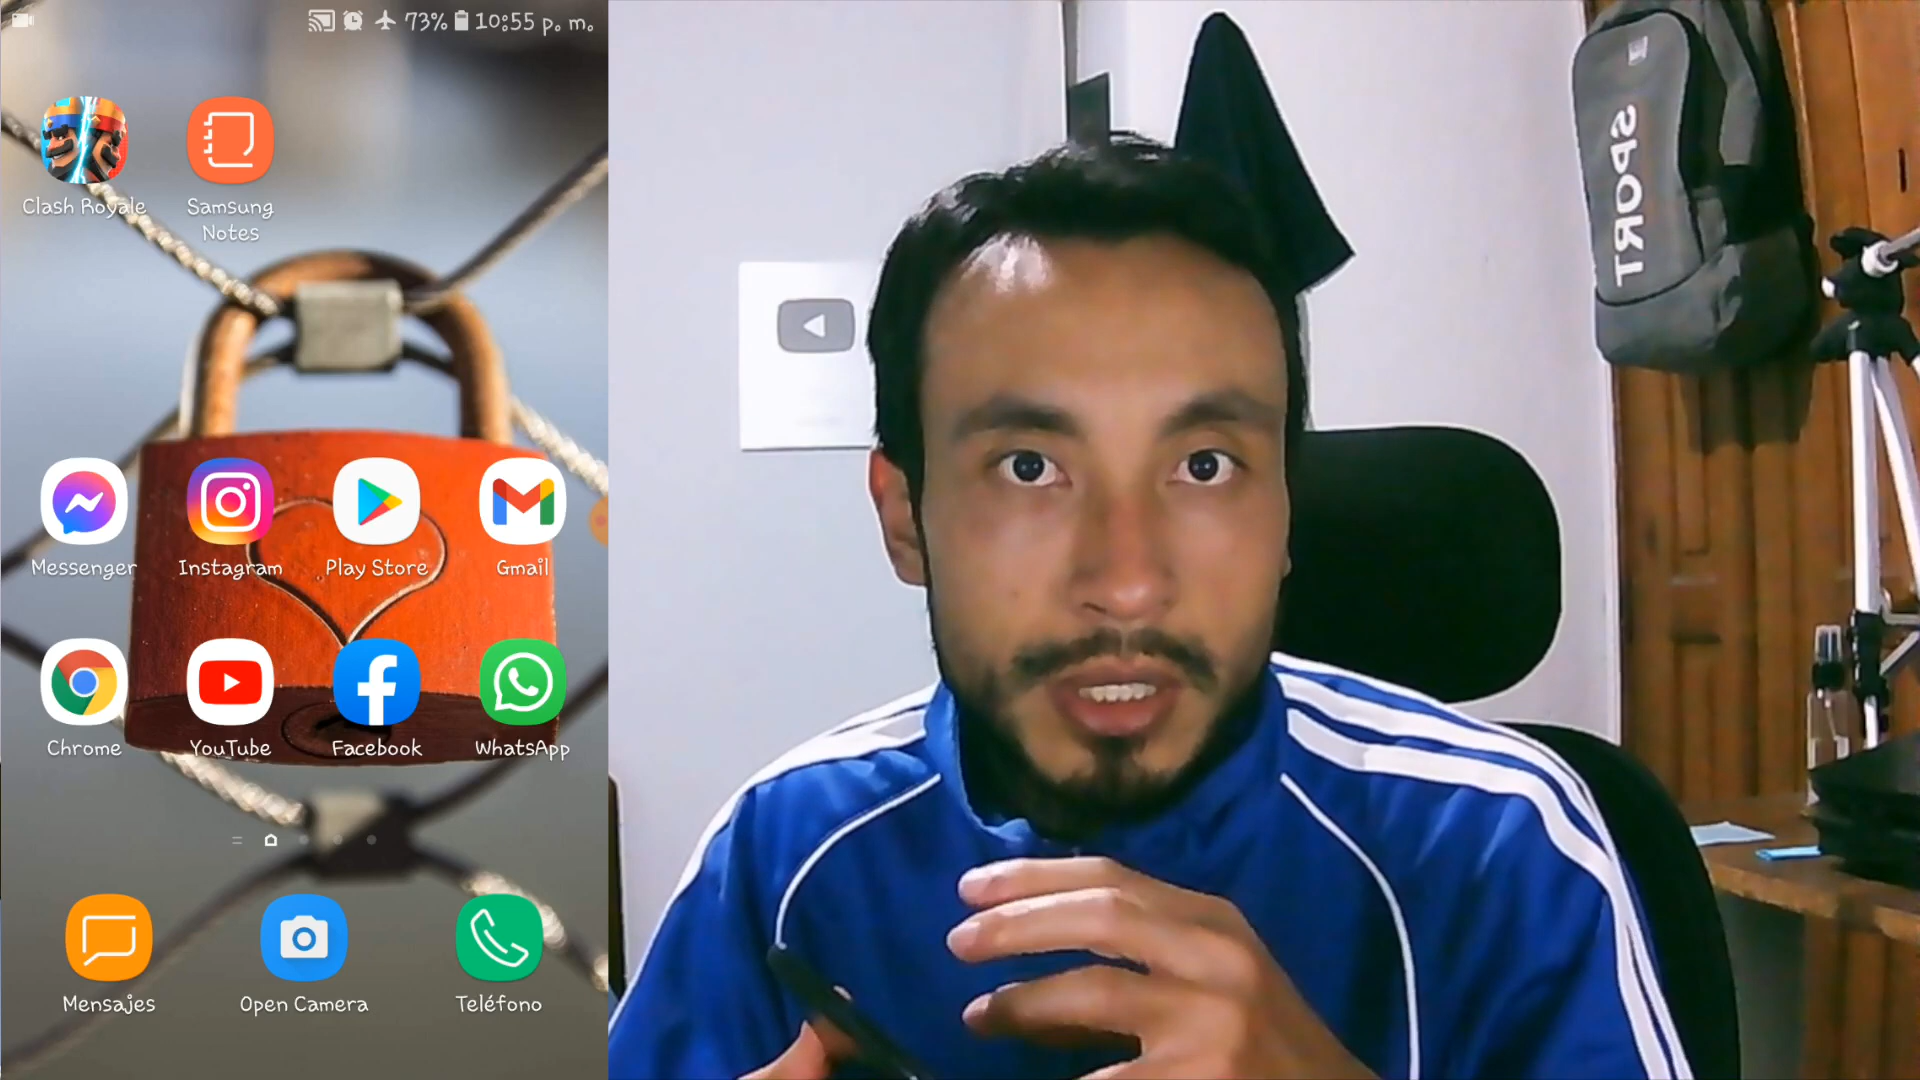 73% 10:55 p. m.
Clash Royale
Samsung
Notes
Messenger
Instagram
Play Store
Gmail
Chrome
YouTube
Facebook
WhatsApp
Mensajes
Open Camera
Teléfono
SPORT